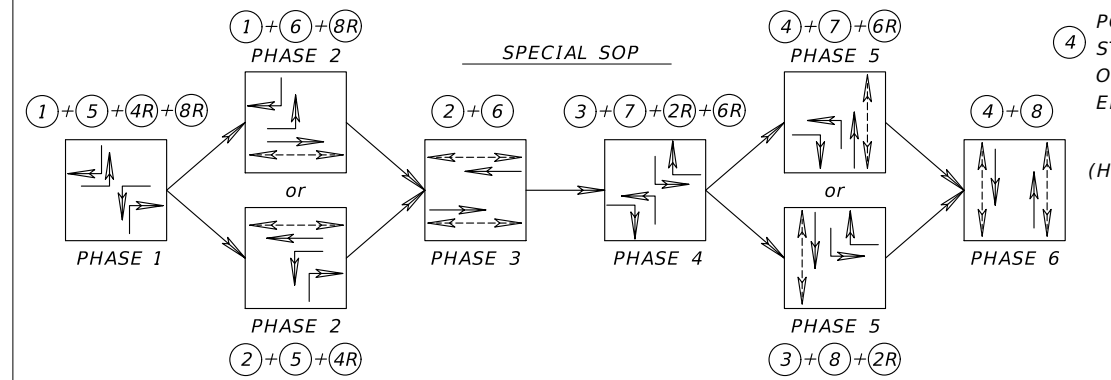 1+6+8R
PHASE 2
SPECIAL SOP
4+7+6R
PHASE 5
4
1+5+4R+8R
2+6
3+7+2R+6R
4+8
or
or
(H
PHASE 1
PHASE 3
PHASE 4
PHASE 6
PHASE 2
2+5+4R
PHASE 5
3+8+2R